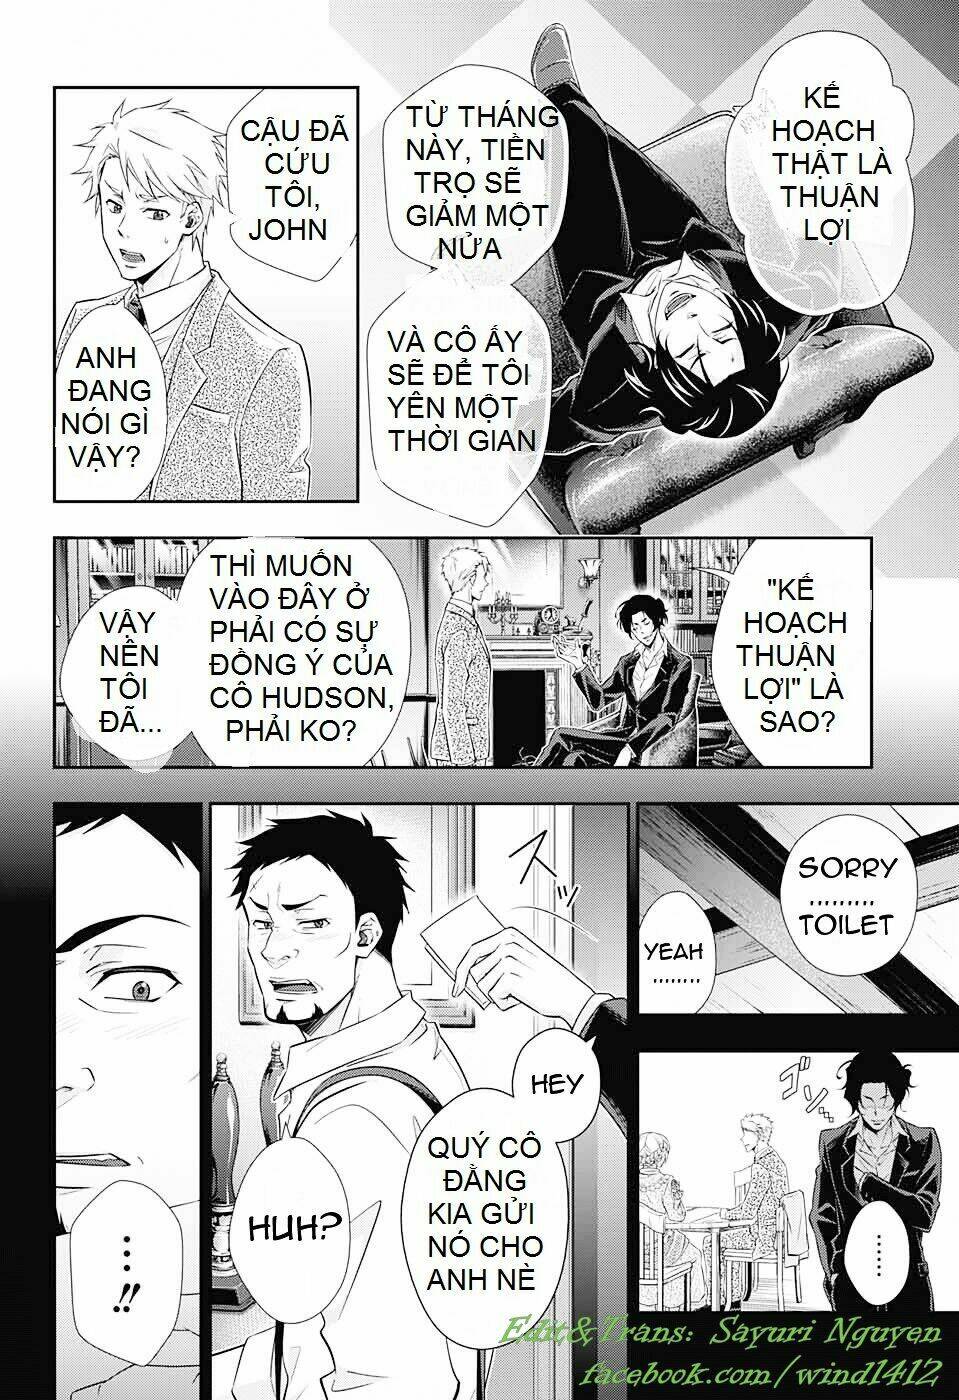 KẾ
HOẠCH
THẬT LÀ
THUẬN
LỢI
TỪ THÁNG
NÀY, TIỀN
TRỌ SẼ
GIẢM MỘT
NỬA
VÀ CÔ ẤY
SẼ ĐỂ TÔI
YÊN MỘT
THỜI GIAN
CẬU ĐÃ
CỨU
TÔI,
JOHN
ANH
ĐANG
NÓI GÌ
VẬY?
"KẾ
HOẠCH
THUẬN
LỢI" LÀ
SAO?
THÌ MUỐN
VÀO ĐÂY Ở
PHẢI CÓ SỰ
ĐỒNG Ý CỦA
CÔ HUDSON,
PHẢI KO?
VẬY
NÊN
TÔI
ĐÃ...
SORRY
.........
TOILET
YEAH
........
ゴソ
......
HEY
QUÝ CÔ
ĐẰNG
KIA GỬI
NÓ CHO
ANH NÈ
HUH?
...!!
Edit&Trans: Sayuri Nguyen
facebook.com/wind1412